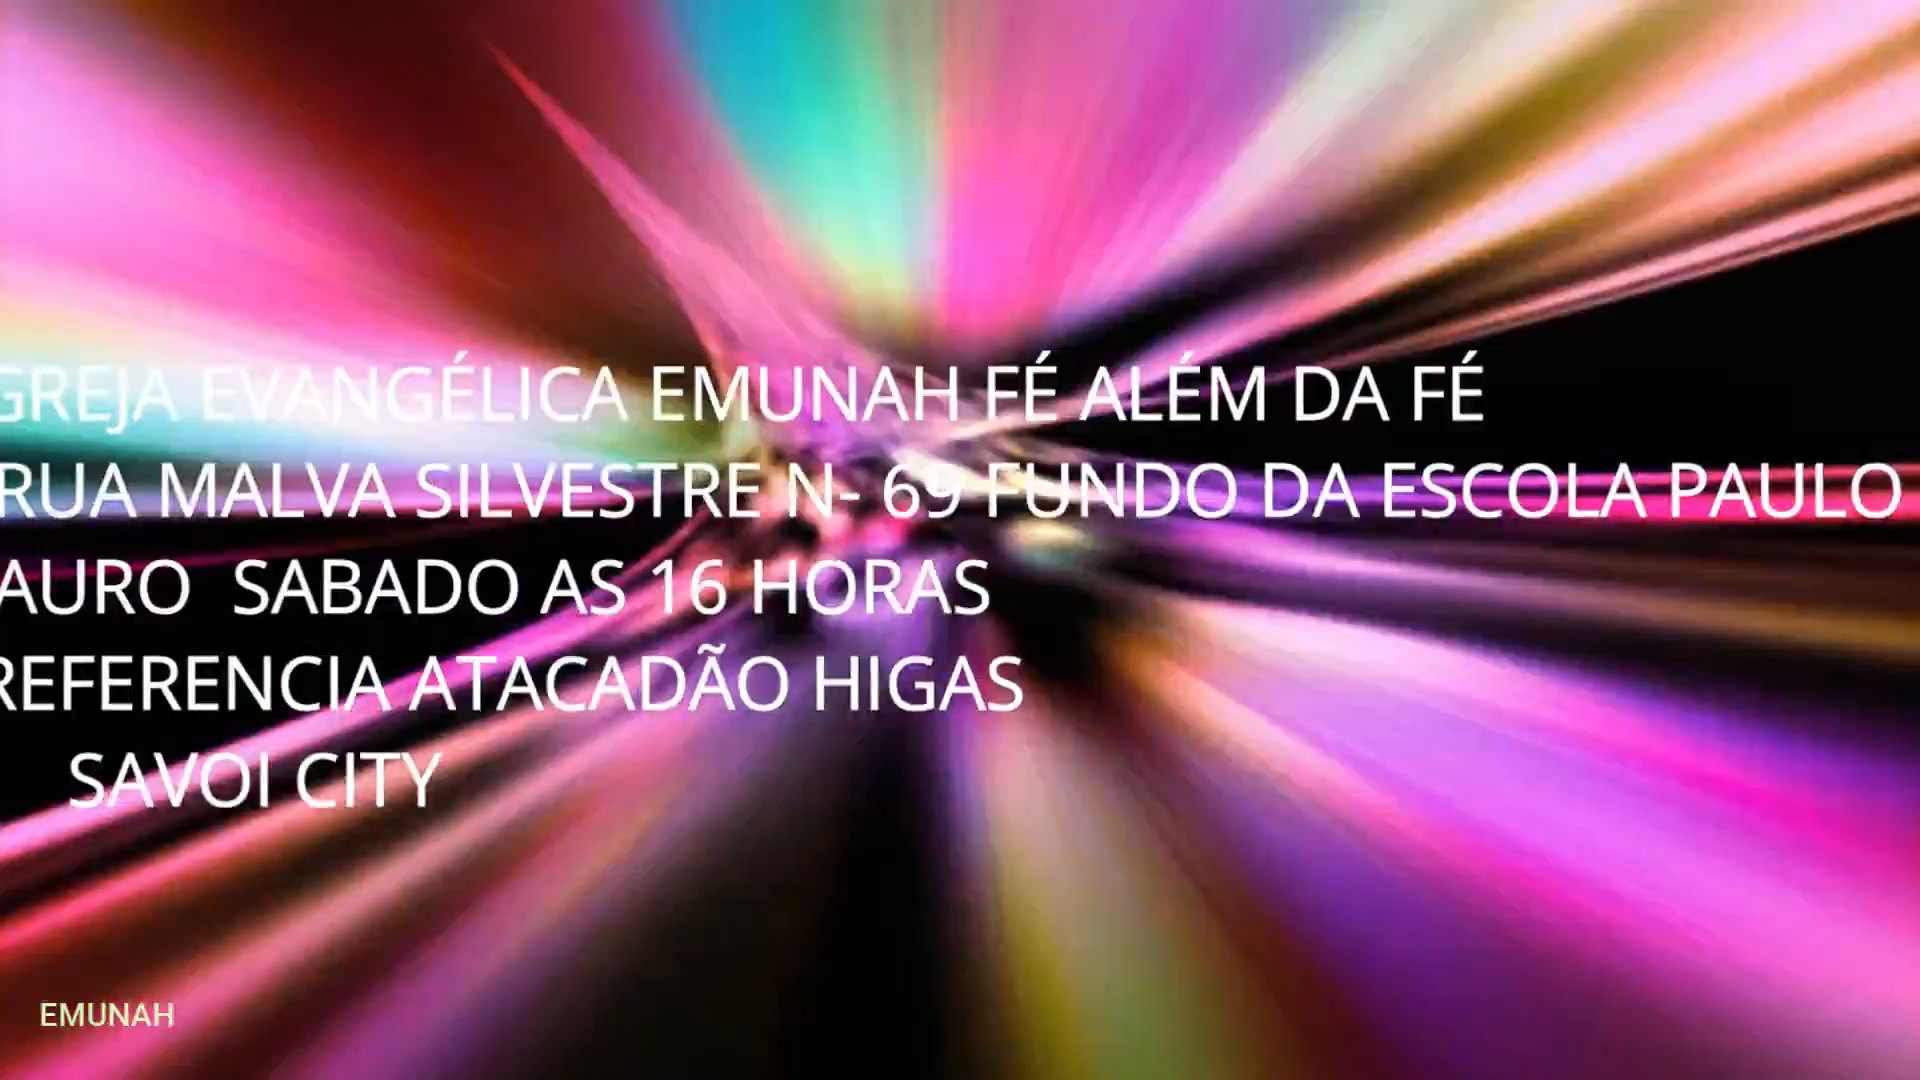 GREJA EVANGÉLICA EMUNAH FÉ ALÉM DA FÉ
RUA MALVA SILVESTRE N- 69 FUNDO DA ESCOLA PAULO
AURO SABADO AS 16 HORAS
REFERENCIA ATACADÃO HIGAS
SAVOI CITY
EMUNAH